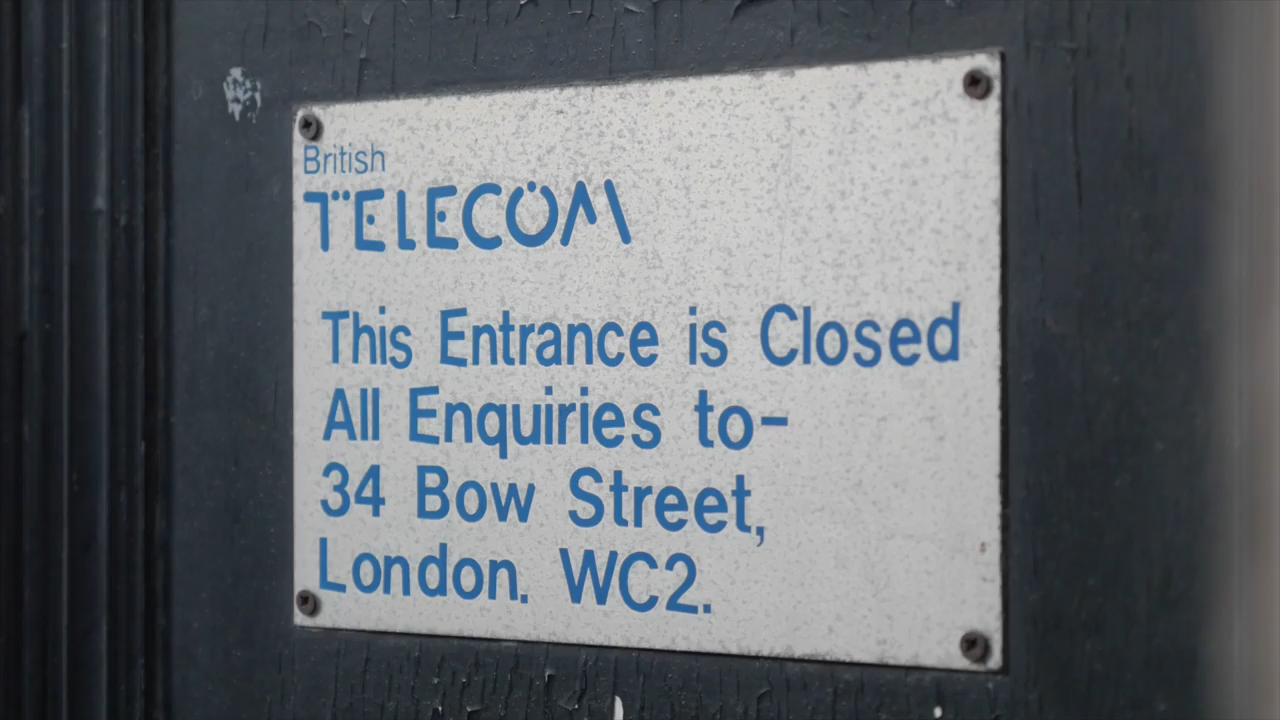 British
TELECOM
This Entrance is Closed
All Enquiries to-
34 Bow Street,
London. WC2.